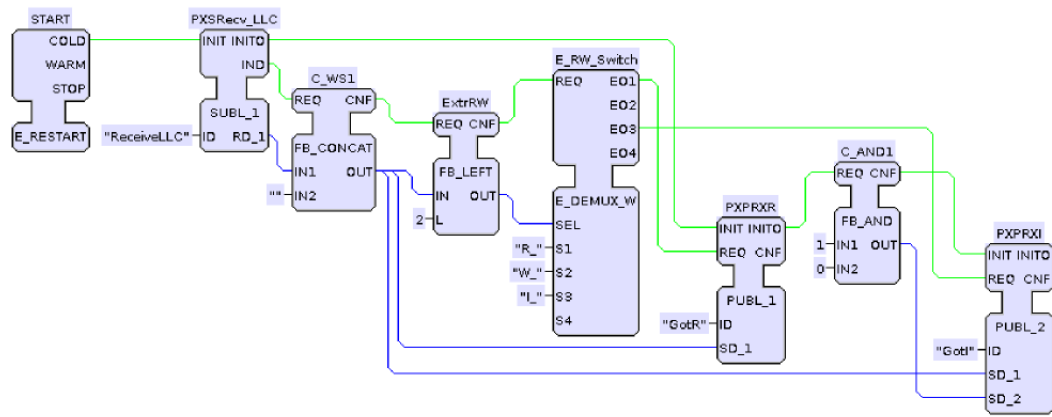 START
COLD
WARM
STOP
E_RESTART
PXSRecv_LLC
INIT INITO
IND
SUBL_1
"ReceiveLLC" ID RD_1
C_WS1
REQ CNF
FB_CONCAT
IN1 OUT
"" IN2
ExtrRW
REQ CNF
FB_LEFT
IN OUT
2 L
E_RW_Switch
REQ EO1
EO2
EO3
EO4
E_DEMUX_W
SEL
"R_" S1
"W_" S2
"I_" S3
S4
PXPRXR
INIT INITO
REQ CNF
PUBL_1
"GotR" ID
SD_1
C_AND1
REQ CNF
FB_AND
1 IN1 OUT
0 IN2
PXPRXI
INIT INITO
REQ CNF
PUBL_2
"GotI" ID
SD_1
SD_2